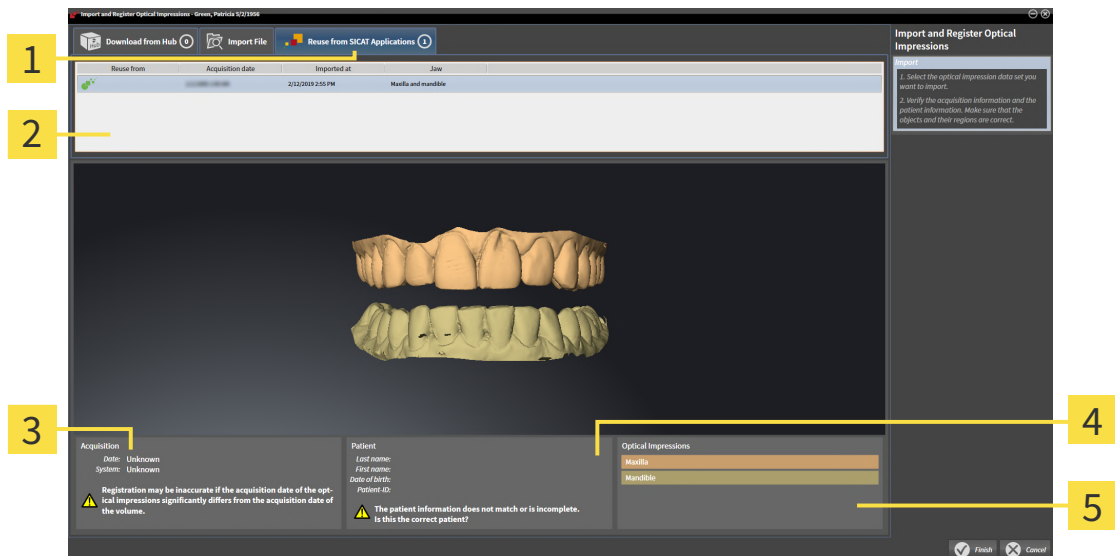 Import and Register Optical Impressions - Green, Patricia 5/2/1956
Hub
Download from Hub 0
Import File
Reuse from SICAT Applications 1
1
Reuse from Acquisition date Imported at Jaw
2/12/2019 2:55 PM Maxilla and mandible
2
Import and Register Optical
Impressions
Import
1. Select the optical impression data set you
want to import.
2. Verify the acquisition information and the
patient information. Make sure that the
objects and their regions are correct.
3
Acquisition
Date: Unknown
System: Unknown
Registration may be inaccurate if the acquisition date of the opt-
ical impressions significantly differs from the acquisition date of
the volume.
Patient
Last name:
First name:
Date of birth:
Patient-ID:
The patient information does not match or is incomplete.
Is this the correct patient?
4
Optical Impressions
Maxilla
Mandible
5
Finish
Cancel